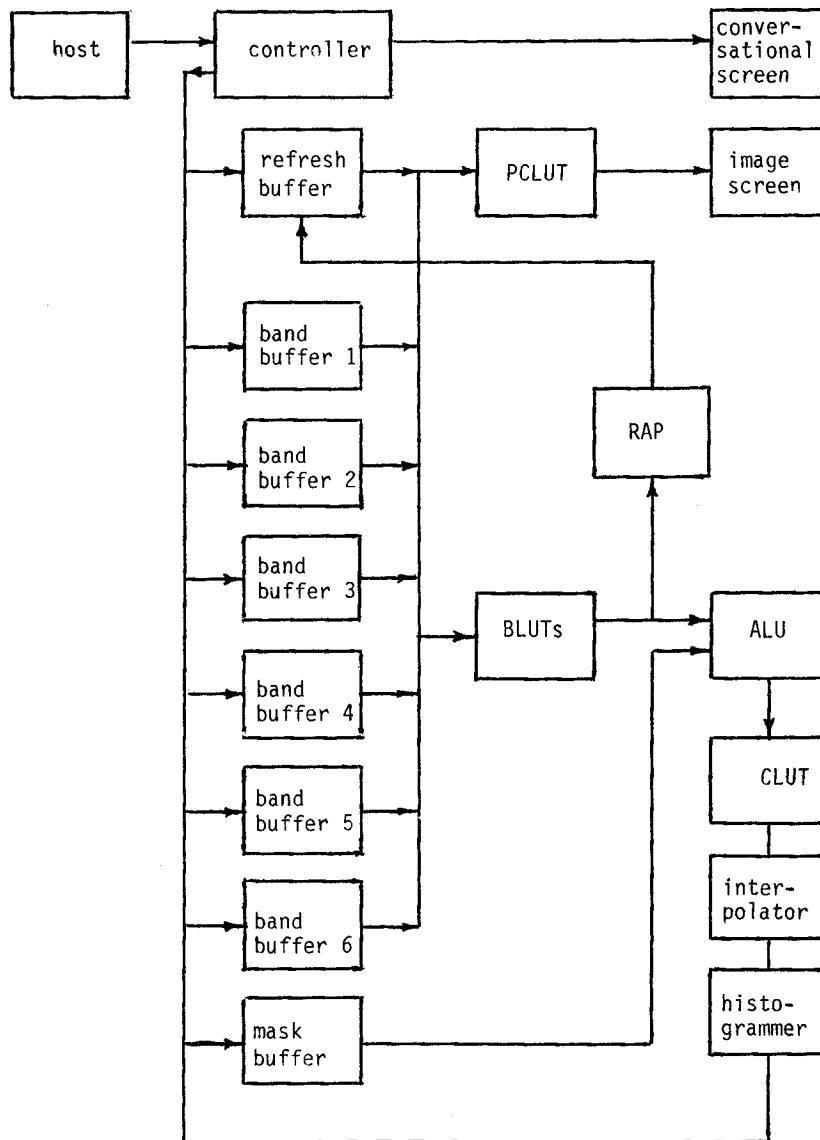 host
controller
conver-
sational
screen
refresh
buffer
PCLUT
image
screen
band
buffer 1
RAP
band
buffer 2
band
buffer 3
BLUTs
ALU
band
buffer 4
CLUT
band
buffer 5
inter-
polator
band
buffer 6
histo-
grammer
mask
buffer